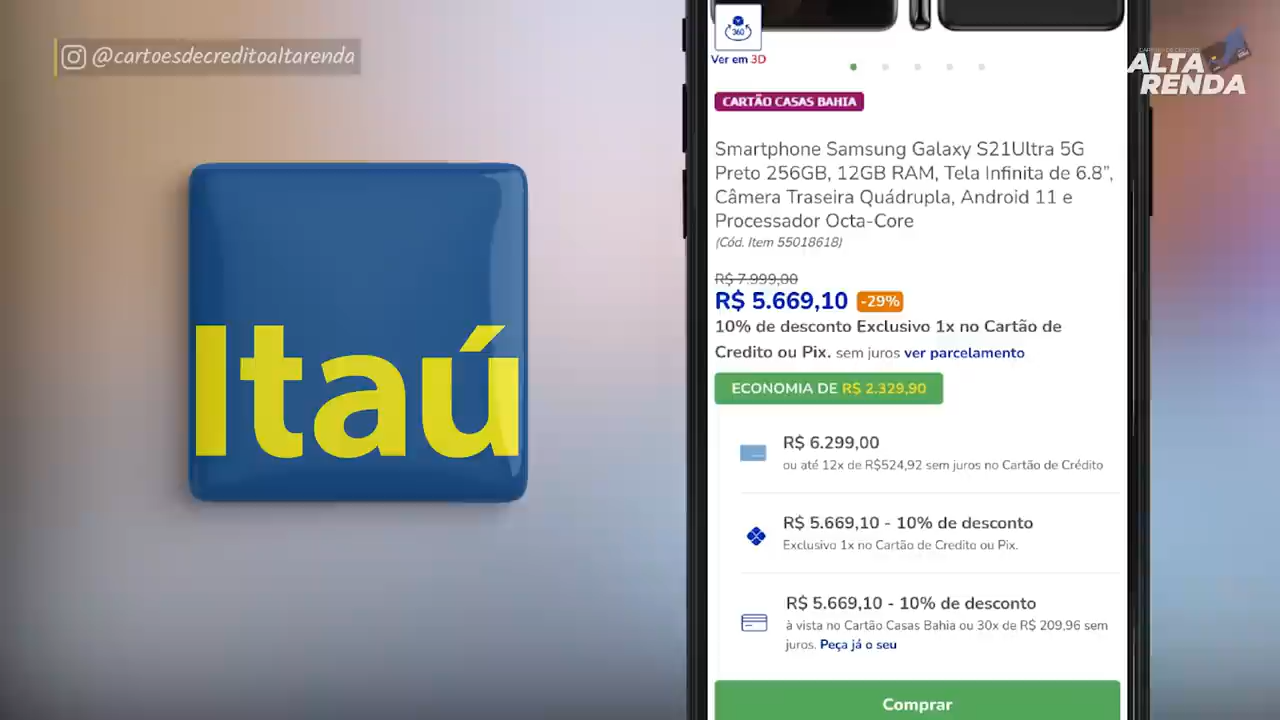 @cartoesdecreditoaltarenda
ALTA
RENDA
Itaú
360
Ver em 3D
CARTÃO CASAS BAHIA
Smartphone Samsung Galaxy S21Ultra 5G
Preto 256GB, 12GB RAM, Tela Infinita de 6.8”,
Câmera Traseira Quádrupla, Android 11 e
Processador Octa-Core
(Cód. Item 55018618)
R$ 7.999,00
R$ 5.669,10 -29%
10% de desconto Exclusivo 1x no Cartão de
Credito ou Pix. sem juros ver parcelamento
ECONOMIA DE R$ 2.329,90
R$ 6.299,00
ou até 12x de R$524,92 sem juros no Cartão de Crédito
R$ 5.669,10 - 10% de desconto
Exclusivo 1x no Cartão de Credito ou Pix.
R$ 5.669,10 - 10% de desconto
à vista no Cartão Casas Bahia ou 30x de R$ 209,96 sem
juros. Peça já o seu
Comprar